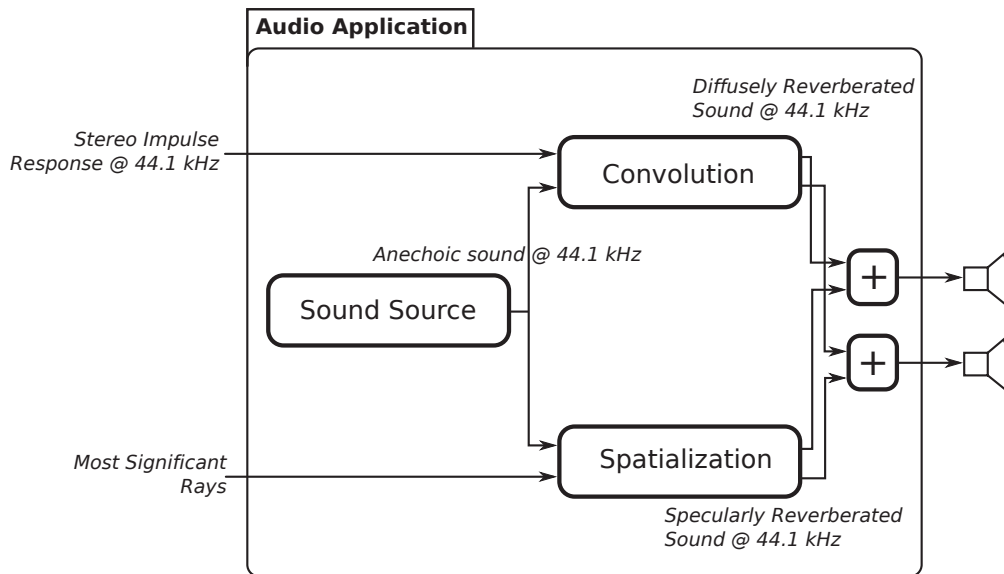 Audio Application
Diffusely Reverberated
Sound @ 44.1 kHz
Stereo Impulse
Response @ 44.1 kHz
Convolution
Anechoic sound @ 44.1 kHz
Sound Source
+
+
Most Significant
Rays
Spatialization
Specularly Reverberated
Sound @ 44.1 kHz